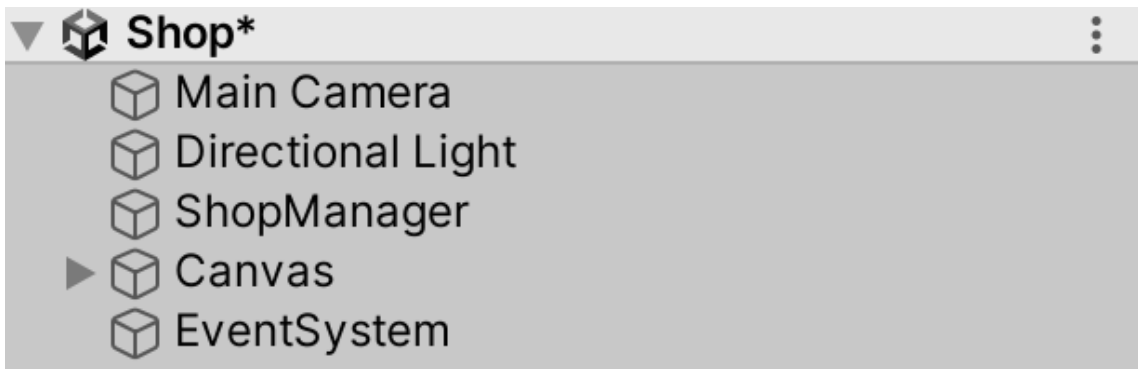 Shop*
Main Camera
Directional Light
ShopManager
Canvas
EventSystem